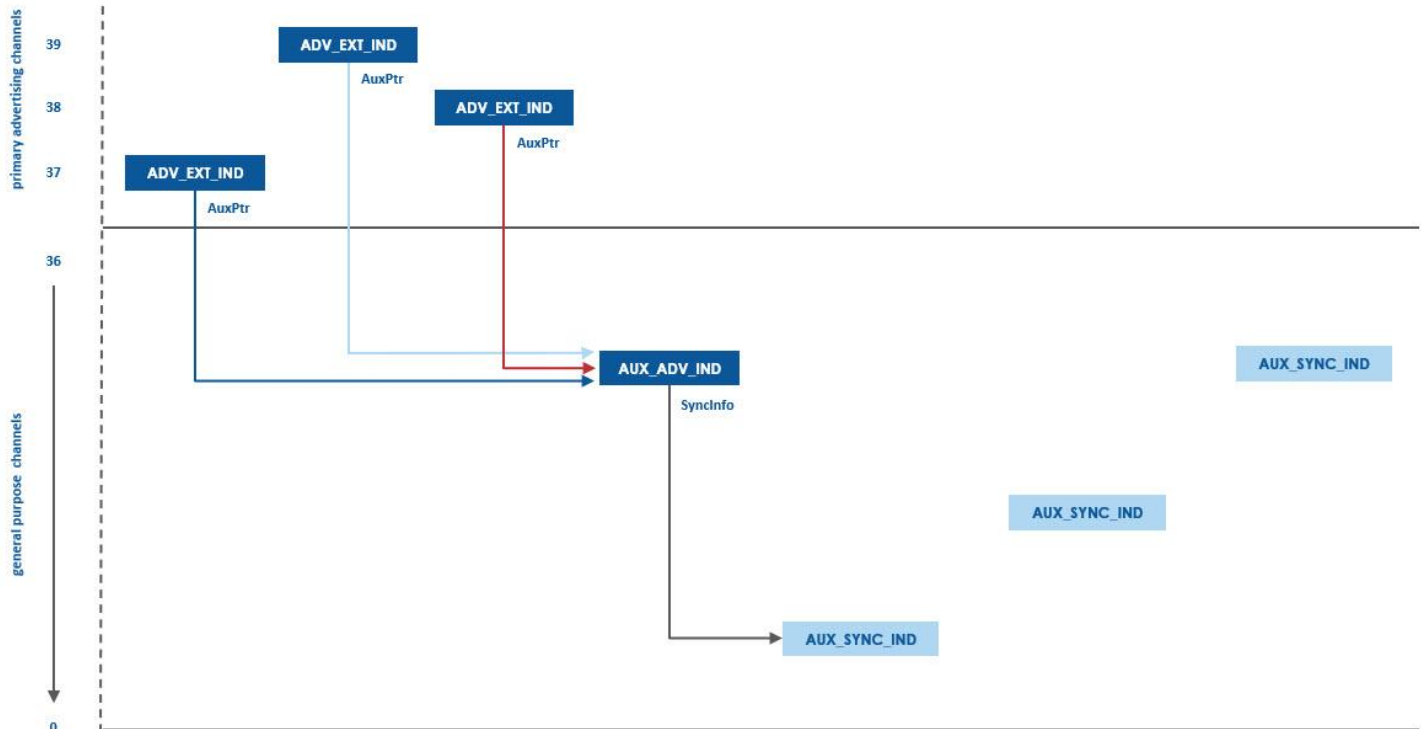 primary advertising channels
39
ADV_EXT_IND
AuxPtr
38
ADV_EXT_IND
AuxPtr
37
ADV_EXT_IND
AuxPtr
36
general purpose channels
AUX_ADV_IND
SyncInfo
AUX_SYNC_IND
AUX_SYNC_IND
AUX_SYNC_IND
0